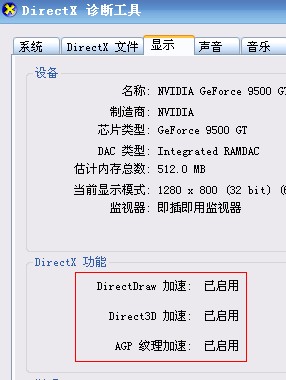 DirectX 诊断工具
系统 DirectX 文件 显示 声音 音乐
设备
名称: NVIDIA GeForce 9500 GT
制造商: NVIDIA
芯片类型: GeForce 9500 GT
DAC 类型: Integrated RAMDAC
估计内存总数: 512.0 MB
当前显示模式: 1280 x 800 (32 bit) (6
监视器: 即插即用监视器
DirectX 功能
DirectDraw 加速: 已启用
Direct3D 加速: 已启用
AGP 纹理加速: 已启用